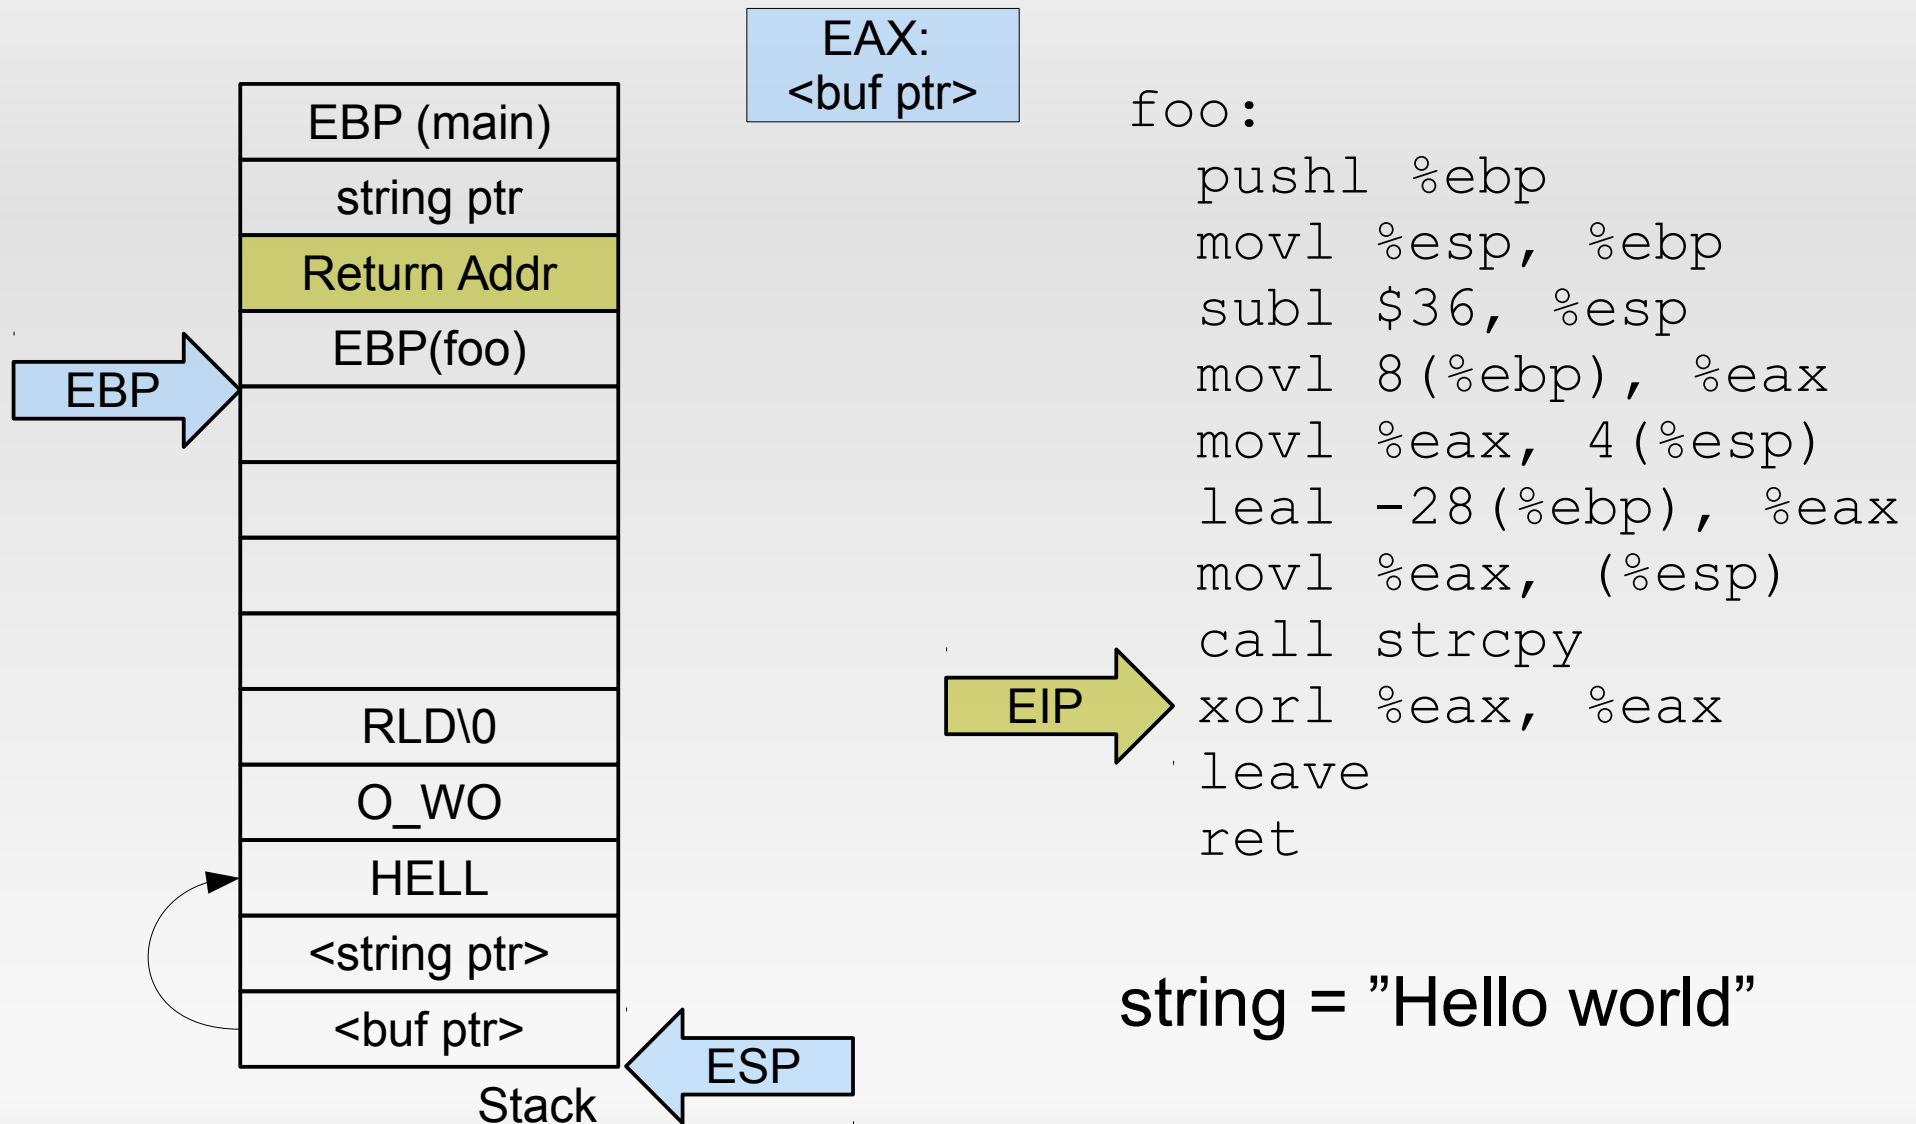 EAX:
<buf ptr>
EBP (main)
string ptr
Return Addr
EBP(foo)
EBP
RLD\0
O_WO
HELL
<string ptr>
<buf ptr>
ESP
Stack
foo:
pushl %ebp
movl %esp, %ebp
subl $36, %esp
movl 8(%ebp), %eax
movl %eax, 4(%esp)
leal -28(%ebp), %eax
movl %eax, (%esp)
call strcpy
EIP
xorl %eax, %eax
leave
ret
string = ”Hello world”